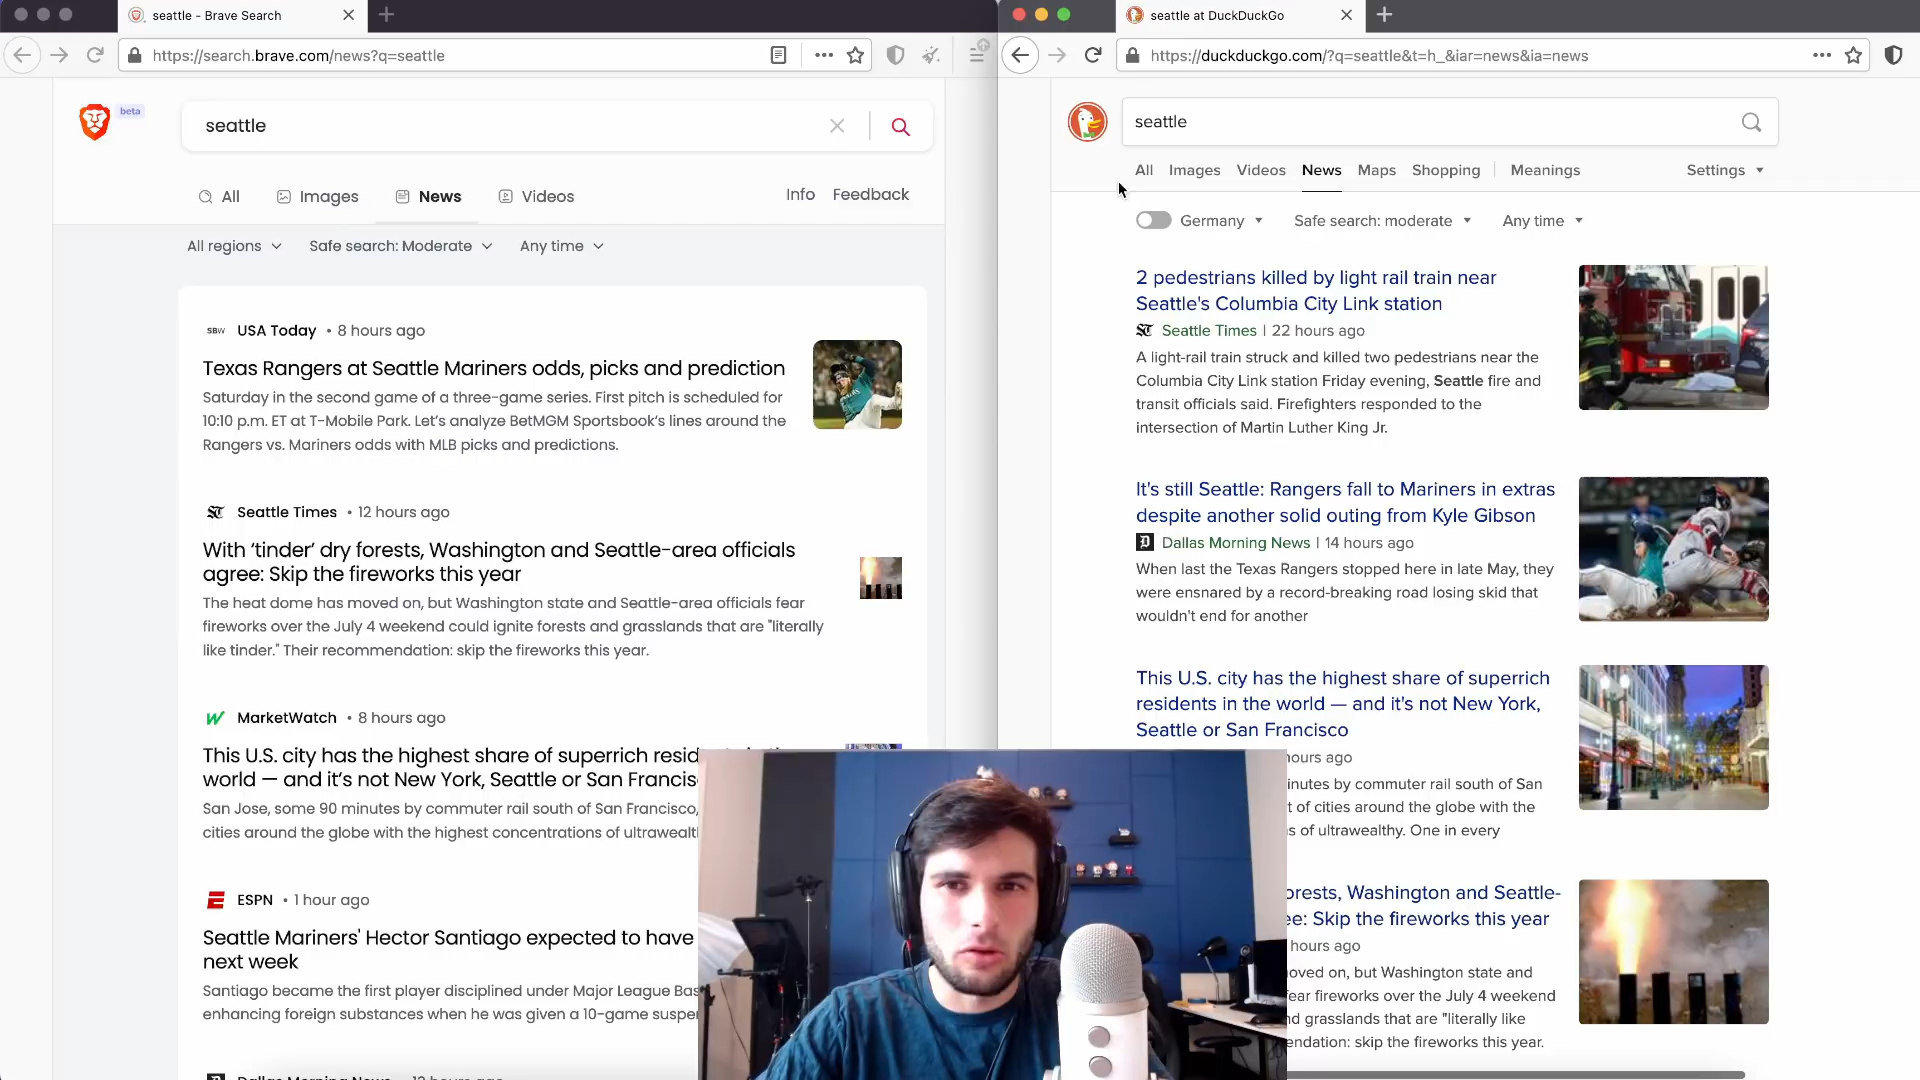 seattle - Brave Search
https://search.brave.com/news?q=seattle
beta
seattle
All
Images
News
Videos
Info
Feedback
All regions
Safe search: Moderate
Any time
SBW
USA Today • 8 hours ago
Texas Rangers at Seattle Mariners odds, picks and prediction
Saturday in the second game of a three-game series. First pitch is scheduled for
10:10 p.m. ET at T-Mobile Park. Let's analyze BetMGM Sportsbook's lines around the
Rangers vs. Mariners odds with MLB picks and predictions.
Seattle Times • 12 hours ago
With 'tinder' dry forests, Washington and Seattle-area officials
agree: Skip the fireworks this year
The heat dome has moved on, but Washington state and Seattle-area officials fear
fireworks over the July 4 weekend could ignite forests and grasslands that are "literally
like tinder." Their recommendation: skip the fireworks this year.
MarketWatch • 8 hours ago
This U.S. city has the highest share of superrich resid
world — and it's not New York, Seattle or San Francis
San Jose, some 90 minutes by commuter rail south of San Francisco,
cities around the globe with the highest concentrations of ultrawealt
ESPN • 1 hour ago
Seattle Mariners' Hector Santiago expected to have
next week
Santiago became the first player disciplined under Major League Bas
enhancing foreign substances when he was given a 10-game suspe
seattle at DuckDuckGo
https://duckduckgo.com/?q=seattle&t=h_&iar=news&ia=news
seattle
All
Images
Videos
News
Maps
Shopping
Meanings
Settings
Germany
Safe search: moderate
Any time
2 pedestrians killed by light rail train near
Seattle's Columbia City Link station
Seattle Times | 22 hours ago
A light-rail train struck and killed two pedestrians near the
Columbia City Link station Friday evening, Seattle fire and
transit officials said. Firefighters responded to the
intersection of Martin Luther King Jr.
It's still Seattle: Rangers fall to Mariners in extras
despite another solid outing from Kyle Gibson
Dallas Morning News | 14 hours ago
When last the Texas Rangers stopped here in late May, they
were ensnared by a record-breaking road losing skid that
wouldn't end for another
This U.S. city has the highest share of superrich
residents in the world — and it's not New York,
Seattle or San Francisco
ours ago
inutes by commuter rail south of San
t of cities around the globe with the
s of ultrawealthy. One in every
orests, Washington and Seattle-
ee: Skip the fireworks this year
hours ago
oved on, but Washington state and
fear fireworks over the July 4 weekend
nd grasslands that are "literally like
endation: skip the fireworks this year.